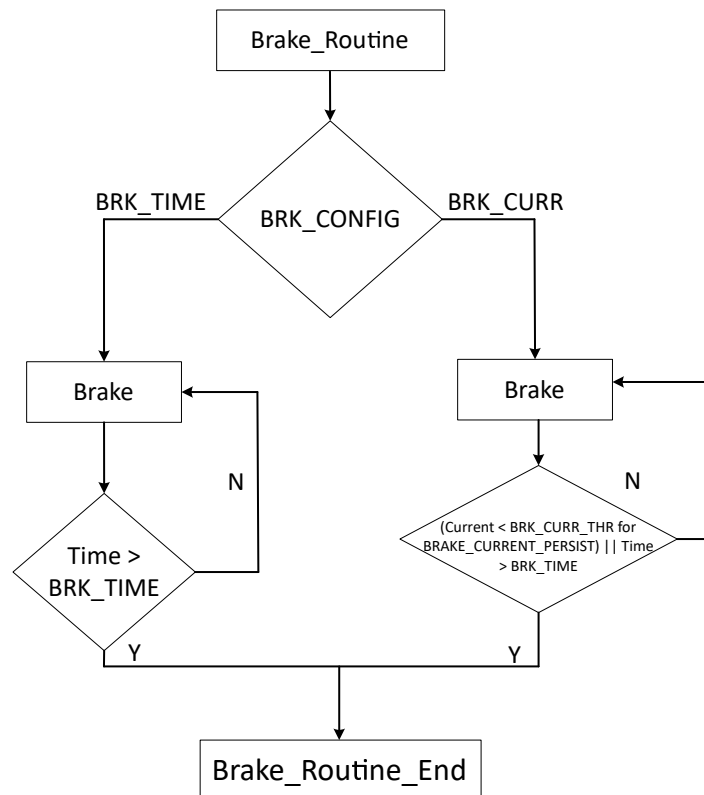 Brake_Routine
BRK_TIME
BRK_CONFIG
BRK_CURR
Brake
Brake
N
N
Time >
BRK_TIME
(Current < BRK_CURR_THR for
BRAKE_CURRENT_PERSIST) || Time
> BRK_TIME
Y
Y
Brake_Routine_End